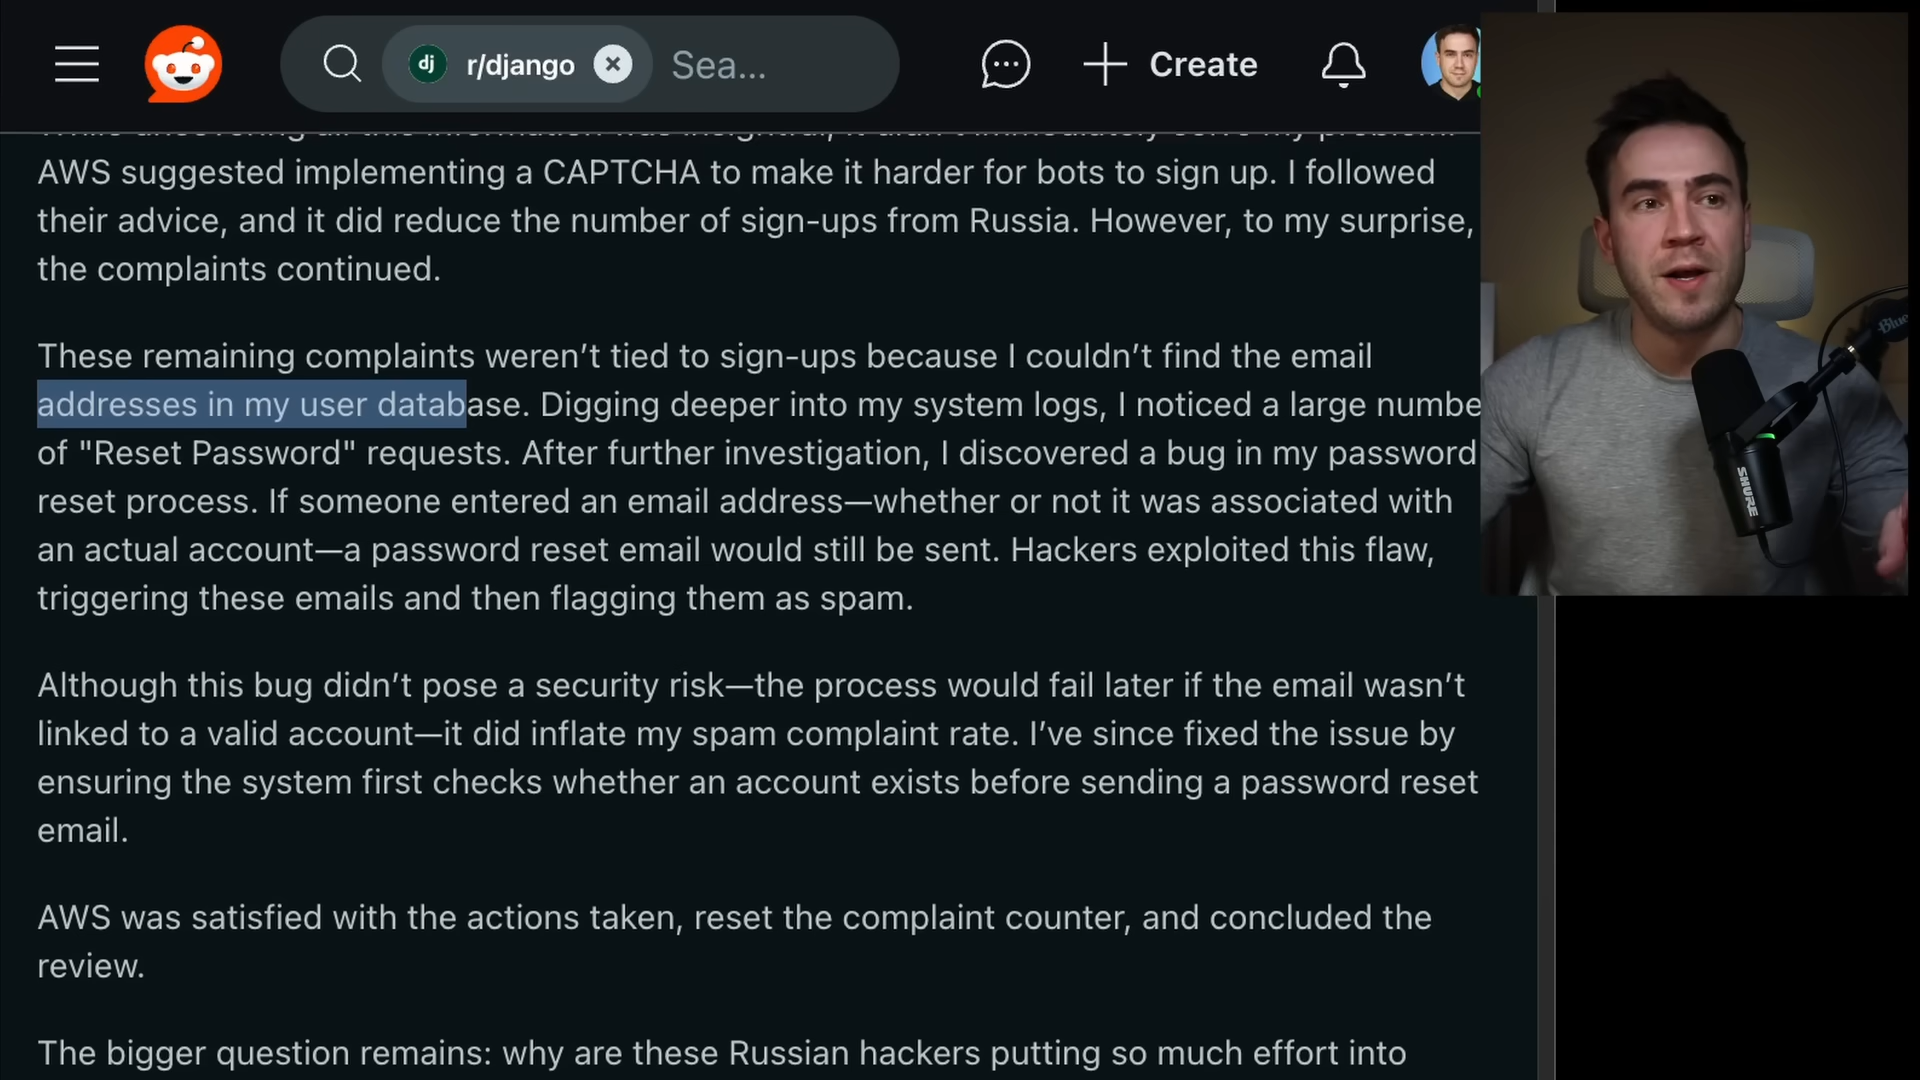 dj r/django Sea... Create
AWS suggested implementing a CAPTCHA to make it harder for bots to sign up. I followed
their advice, and it did reduce the number of sign-ups from Russia. However, to my surprise,
the complaints continued.
These remaining complaints weren’t tied to sign-ups because I couldn’t find the email
addresses in my user database. Digging deeper into my system logs, I noticed a large numbe
of "Reset Password" requests. After further investigation, I discovered a bug in my password
reset process. If someone entered an email address—whether or not it was associated with
an actual account—a password reset email would still be sent. Hackers exploited this flaw,
triggering these emails and then flagging them as spam.
Although this bug didn’t pose a security risk—the process would fail later if the email wasn’t
linked to a valid account—it did inflate my spam complaint rate. I’ve since fixed the issue by
ensuring the system first checks whether an account exists before sending a password reset
email.
AWS was satisfied with the actions taken, reset the complaint counter, and concluded the
review.
The bigger question remains: why are these Russian hackers putting so much effort into
Blue
SHURE